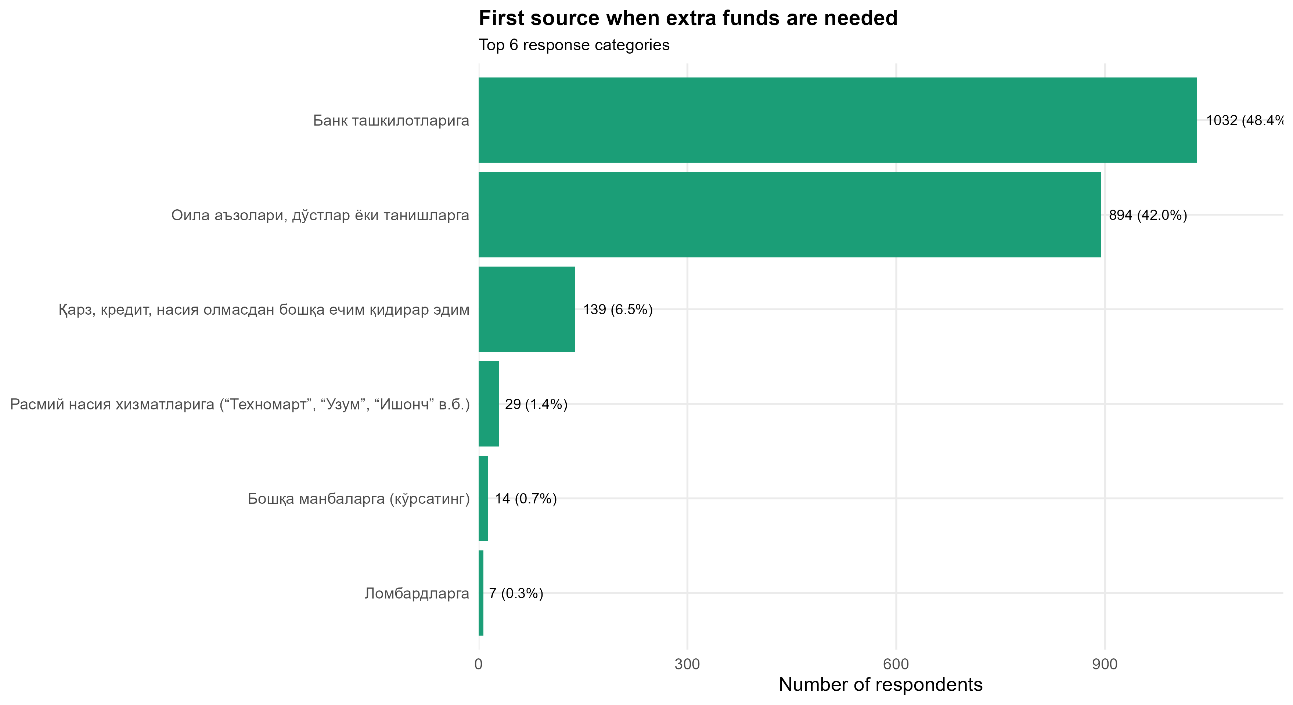 First source when extra funds are needed
Top 6 response categories
Банк ташкилотларига
1032 (48.4%
Оила аъзолари, дўстлар ёки танишларга
894 (42.0%)
Қарз, кредит, насия олмасдан бошқа ечим қидирар эдим
139 (6.5%)
Расмий насия хизматларига (“Техномарт”, “Узум”, “Ишонч” в.б.)
29 (1.4%)
Бошқа манбаларга (кўрсатинг)
14 (0.7%)
Ломбардларга
7 (0.3%)
0 300 600 900
Number of respondents